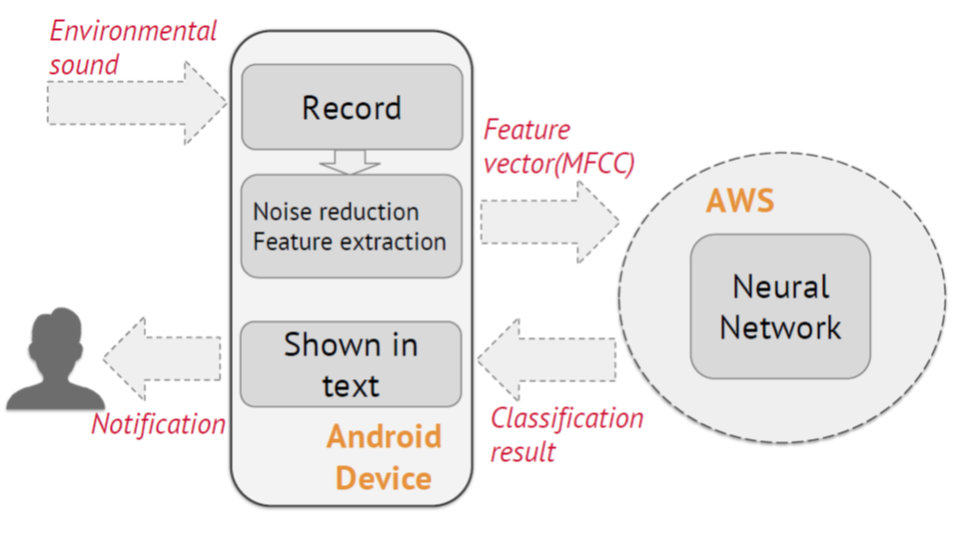 Environmental
sound
Record
Noise reduction
Feature extraction
Feature
vector(MFCC)
AWS
Neural
Network
Classification
result
Shown in
text
Notification
Android
Device